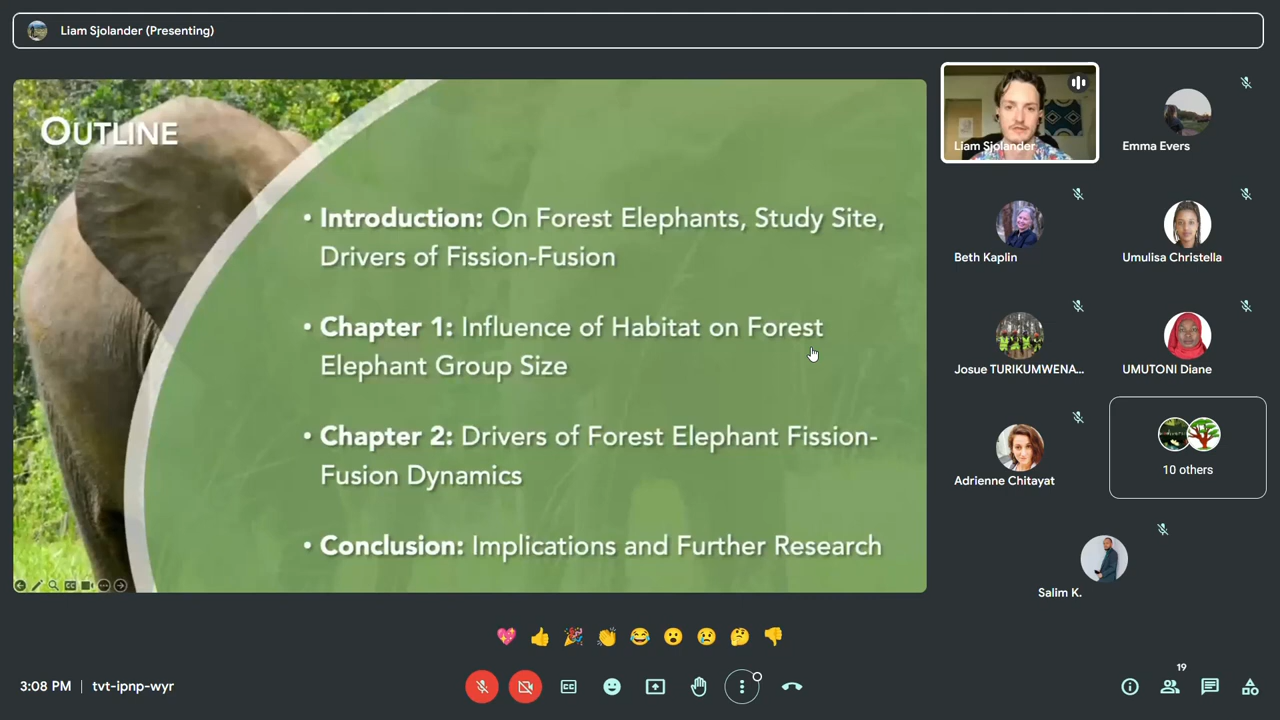 Liam Sjolander (Presenting)
OUTLINE
• Introduction: On Forest Elephants, Study Site,
Drivers of Fission-Fusion
• Chapter 1: Influence of Habitat on Forest
Elephant Group Size
• Chapter 2: Drivers of Forest Elephant Fission-
Fusion Dynamics
• Conclusion: Implications and Further Research
Liam Sjolander
Emma Evers
Beth Kaplin
Umulisa Christella
Josue TURIKUMWENA...
UMUTONI Diane
Adrienne Chitayat
10 others
Salim K.
3:08 PM | tvt-ipnp-wyr
CC
CC
19